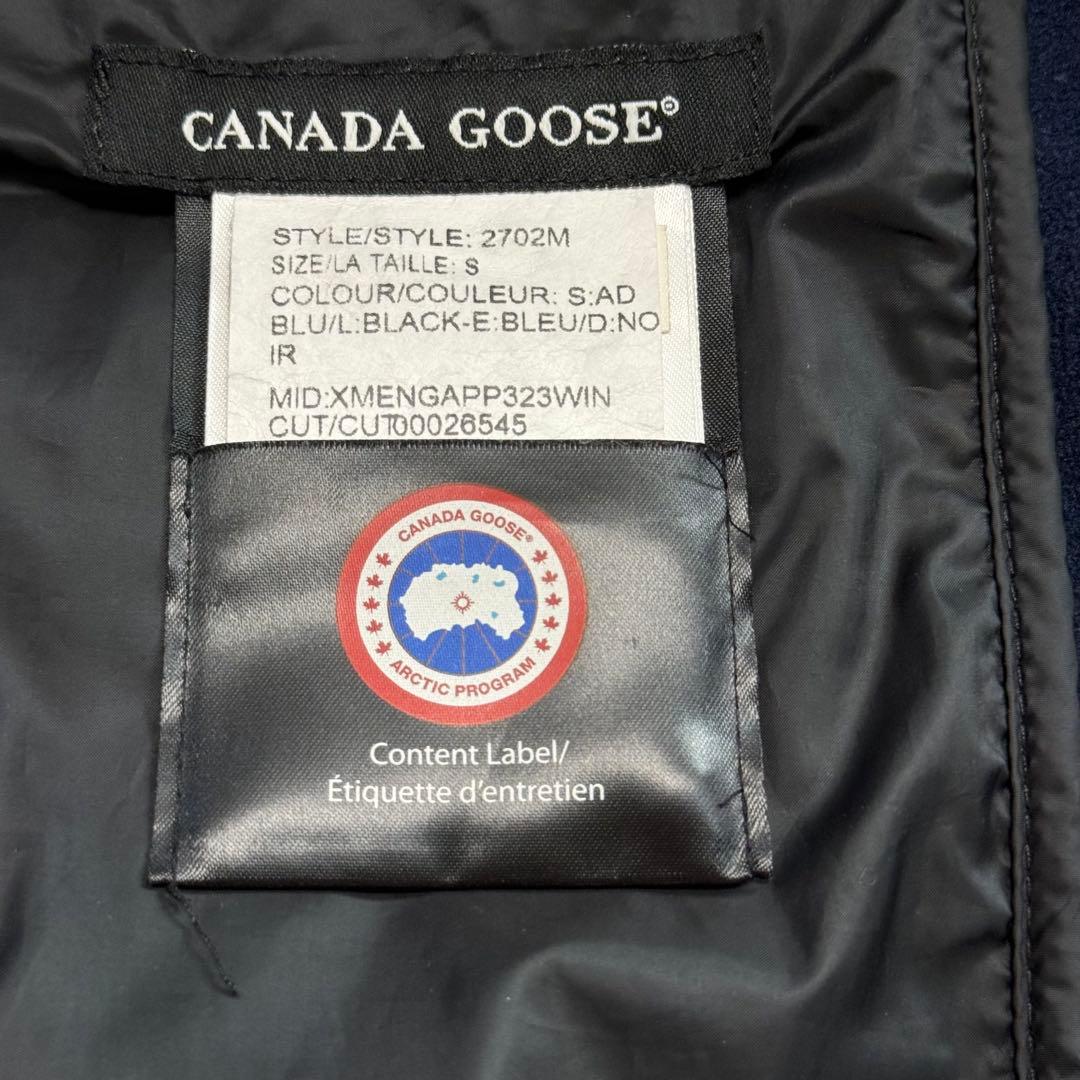 CANADA GOOSE®
STYLE/STYLE: 2702M
SIZE/LA TAILLE: S
COLOUR/COULEUR: S:AD
BLU/L:BLACK-E:BLEU/D:NO
IR
MID:XMENGAPP323WIN
CUT/CUT00026545
CANADA GOOSE®
ARCTIC PROGRAM
Content Label/
Étiquette d'entretien